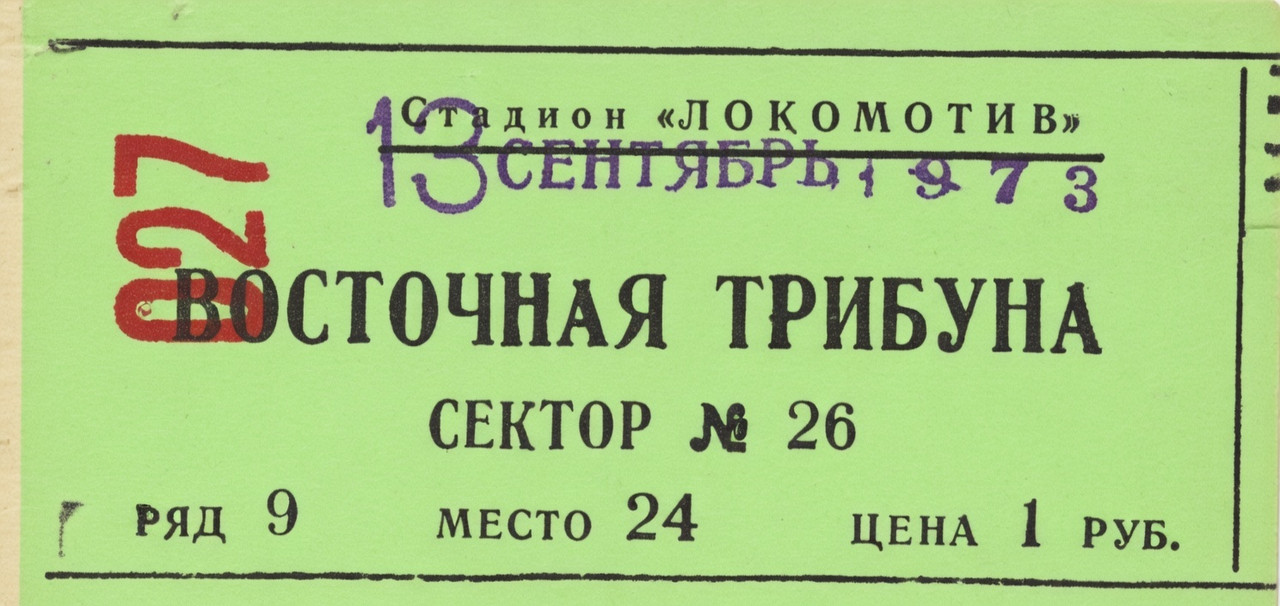 Стадион «ЛОКОМОТИВ»
13 СЕНТЯБРЬ 1973
027
ВОСТОЧНАЯ ТРИБУНА
СЕКТОР № 26
РЯД 9 МЕСТО 24 ЦЕНА 1 РУБ.